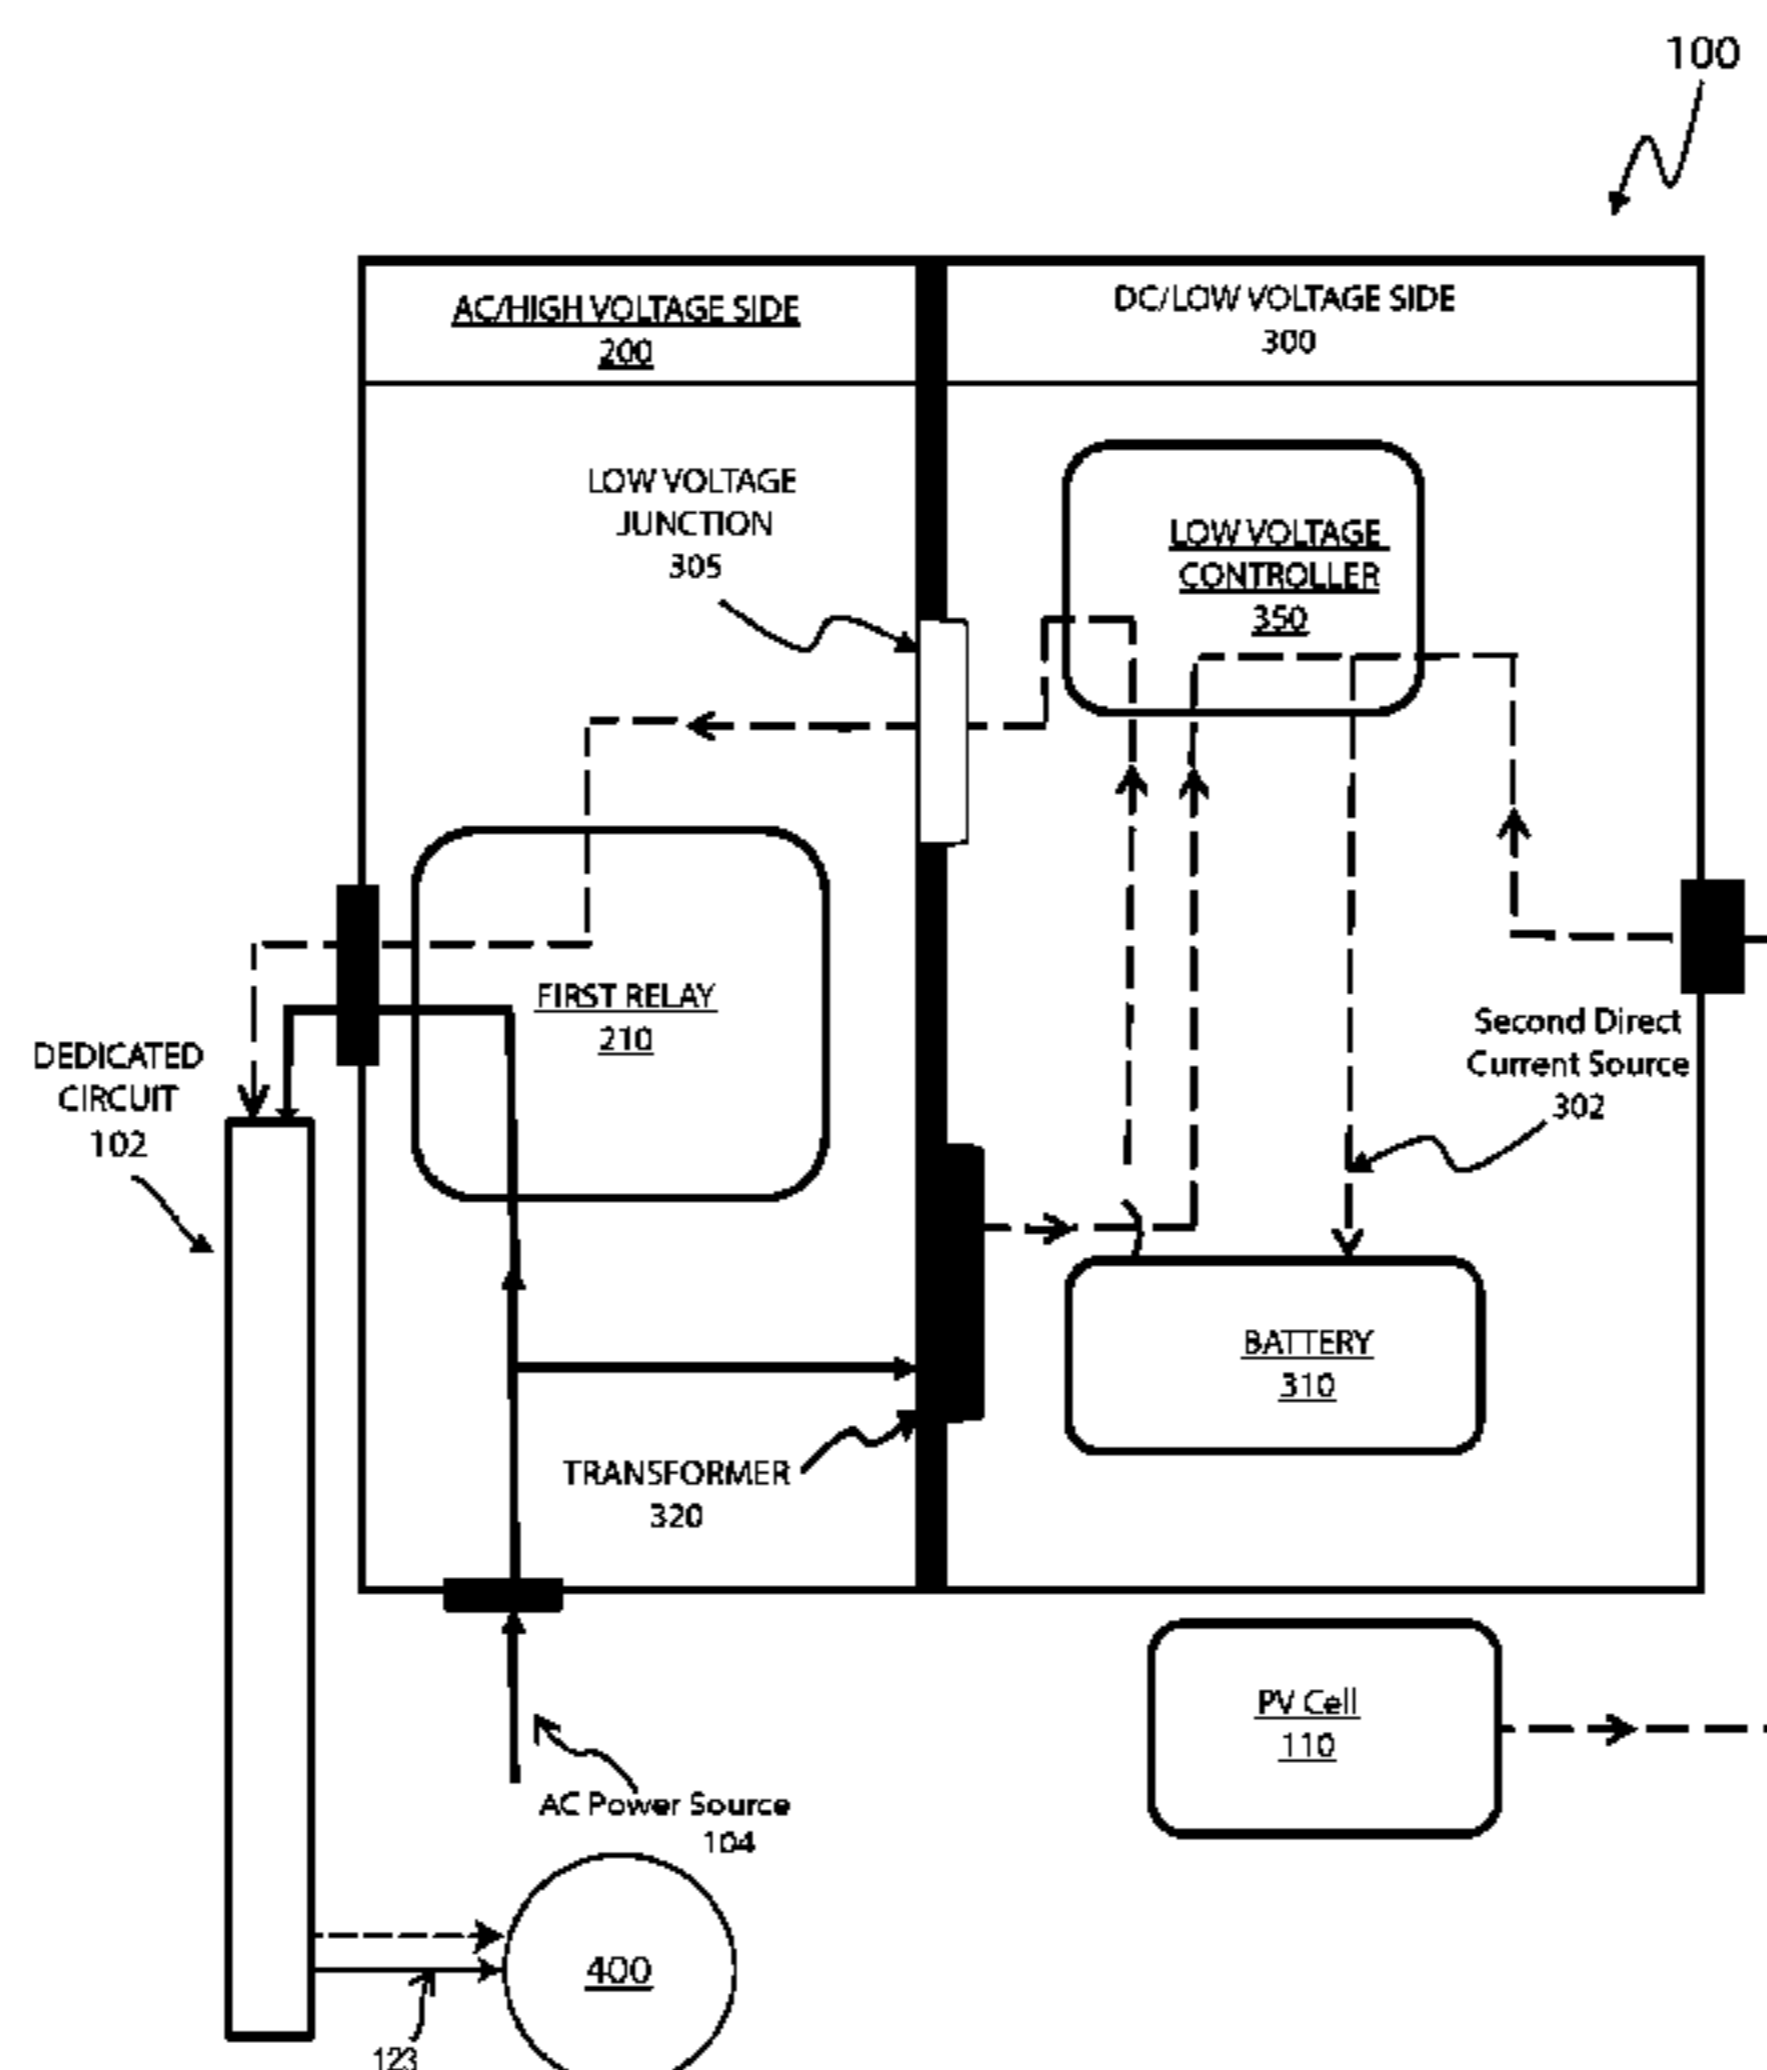 100
AC/HIGH VOLTAGE SIDE
200
DC/LOW VOLTAGE SIDE
300
LOW VOLTAGE
JUNCTION
305
LOW VOLTAGE
CONTROLLER
350
FIRST RELAY
210
DEDICATED
CIRCUIT
102
Second Direct
Current Source
302
BATTERY
310
TRANSFORMER
320
PV Cell
110
AC Power Source
104
400
123